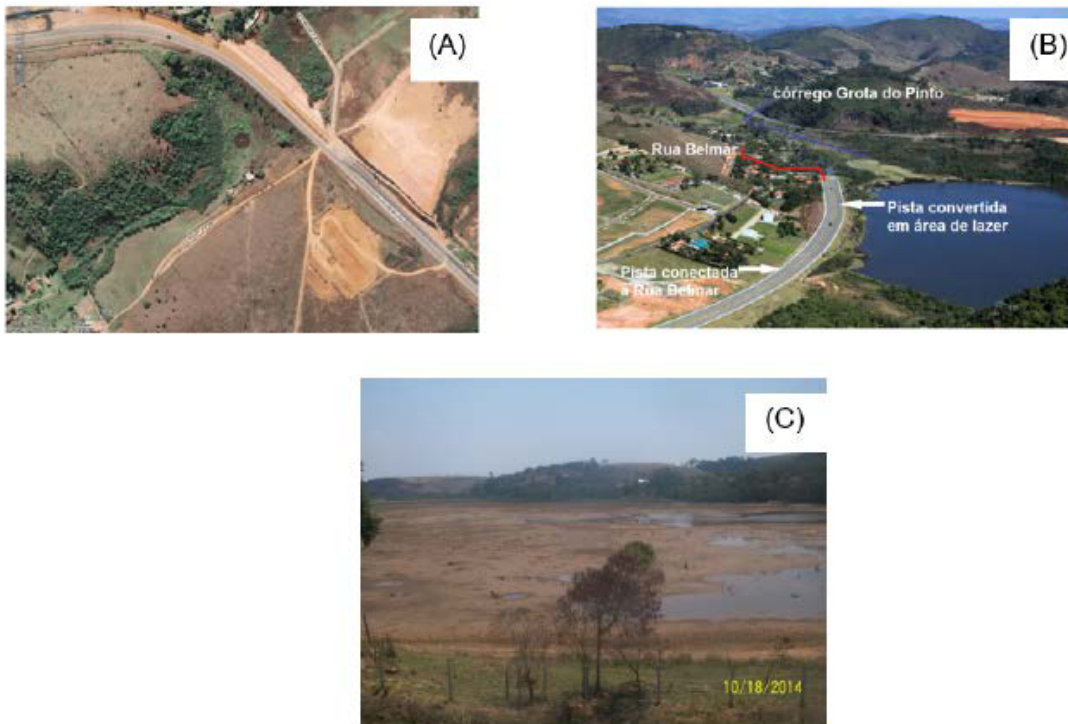 (A)
(B)
córrego Grota do Pinto
Rua Belmar
Pista convertida
em área de lazer
Pista conectada
a Rua Belmar
(C)
10/18/2014